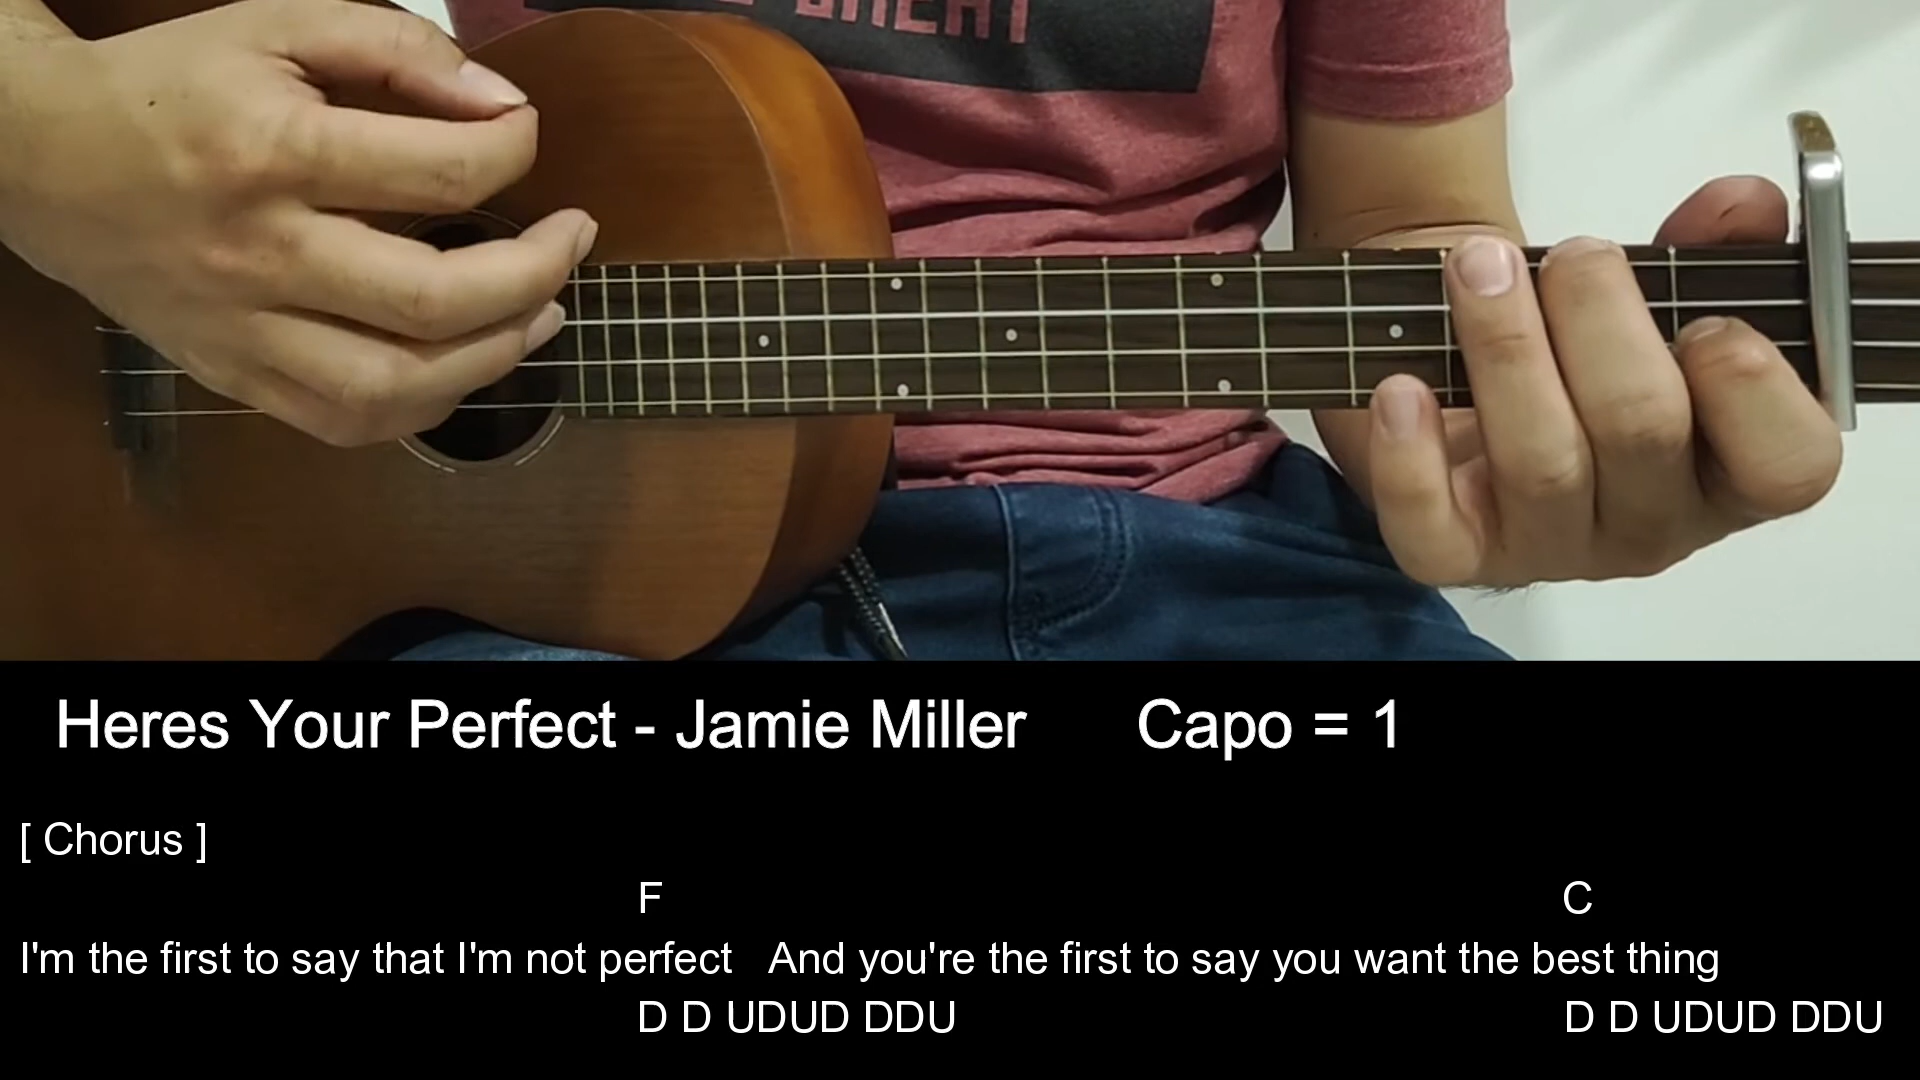 GREAT
Heres Your Perfect - Jamie Miller Capo = 1
[ Chorus ]
F C
I'm the first to say that I'm not perfect And you're the first to say you want the best thing
D D UDUD DDU D D UDUD DDU